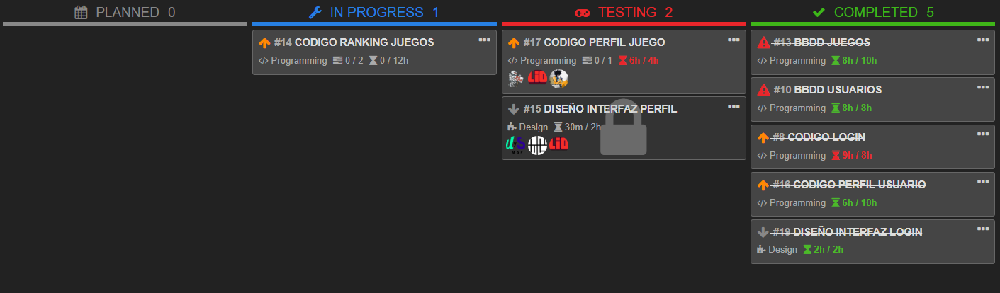 PLANNED 0
IN PROGRESS 1
TESTING 2
COMPLETED 5
#14 CODIGO RANKING JUEGOS
Programming 0 / 2 0 / 12h
#17 CODIGO PERFIL JUEGO
Programming 0 / 1 6h / 4h
LiD
#15 DISEÑO INTERFAZ PERFIL
Design 30m / 2h
LiD
#13 BBDD JUEGOS
Programming 8h / 10h
#10 BBDD USUARIOS
Programming 8h / 8h
#8 CODIGO LOGIN
Programming 9h / 8h
#16 CODIGO PERFIL USUARIO
Programming 6h / 10h
#19 DISEÑO INTERFAZ LOGIN
Design 2h / 2h